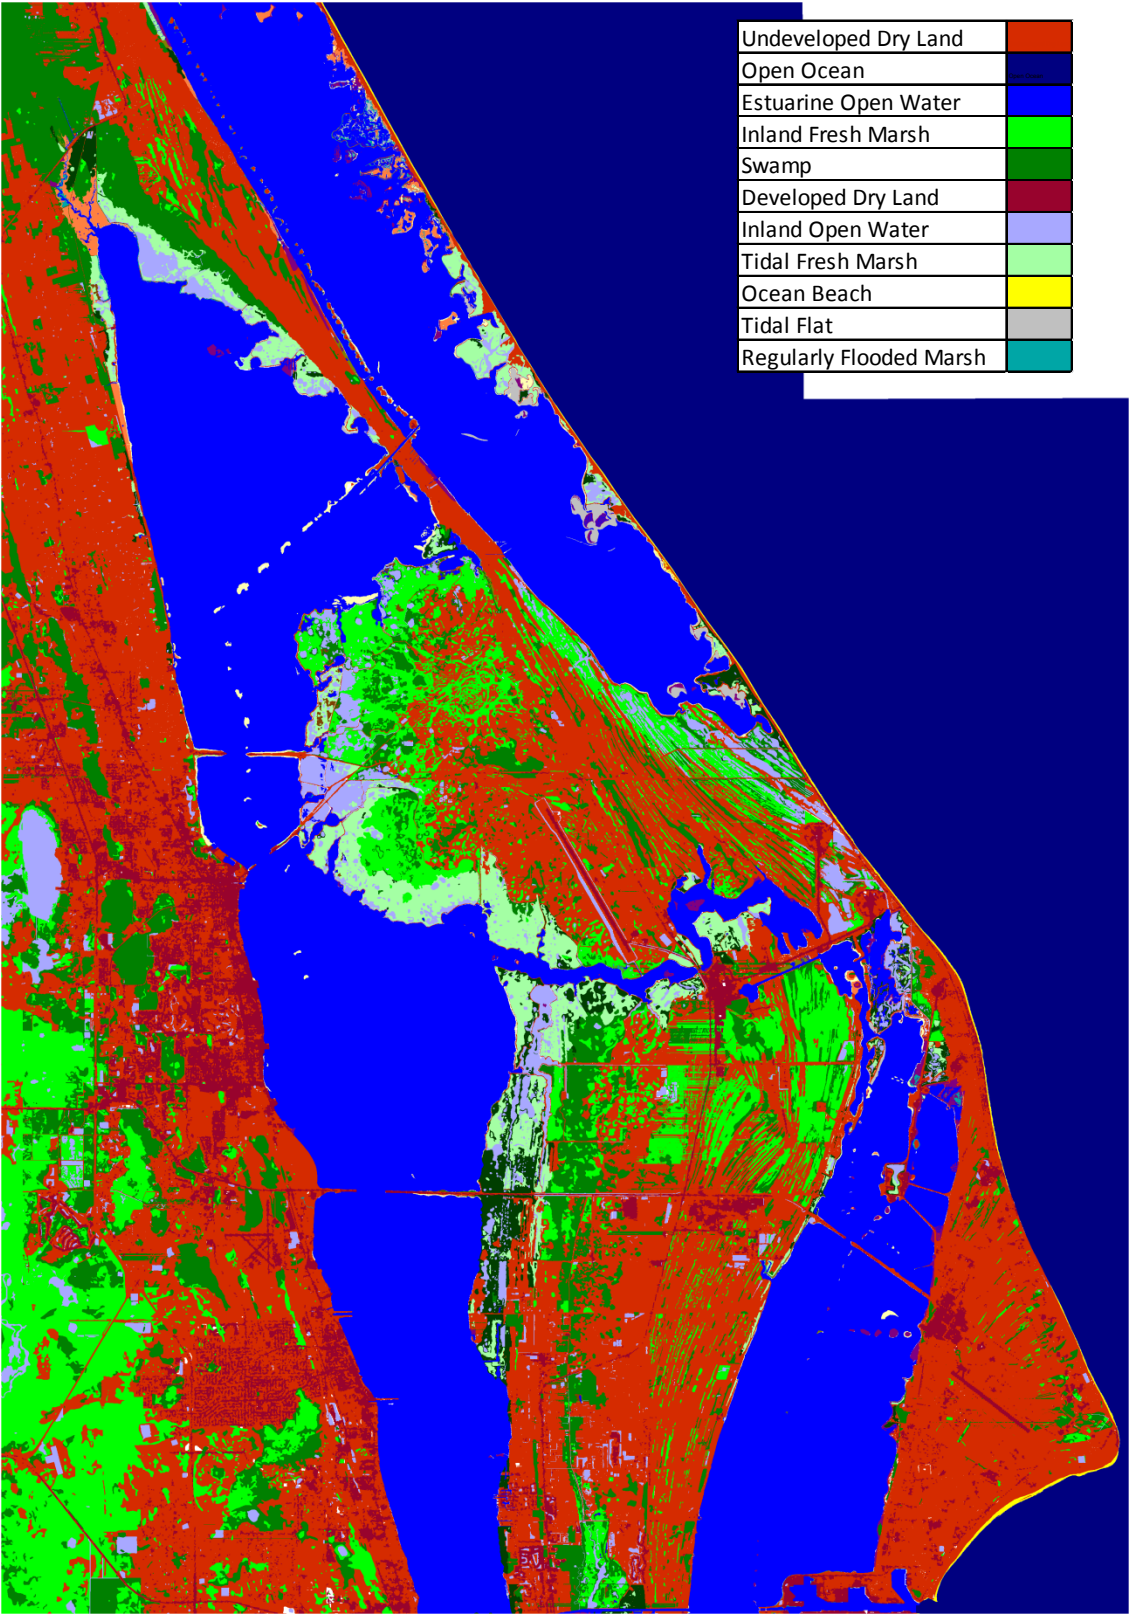 Undeveloped Dry Land
Open Ocean
Estuarine Open Water
Inland Fresh Marsh
Swamp
Developed Dry Land
Inland Open Water
Tidal Fresh Marsh
Ocean Beach
Tidal Flat
Regularly Flooded Marsh